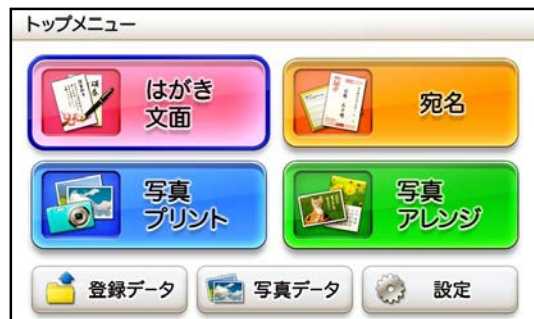 トップメニュー
はがき
文面
宛名
写真
プリント
写真
アレンジ
登録データ
写真データ
設定